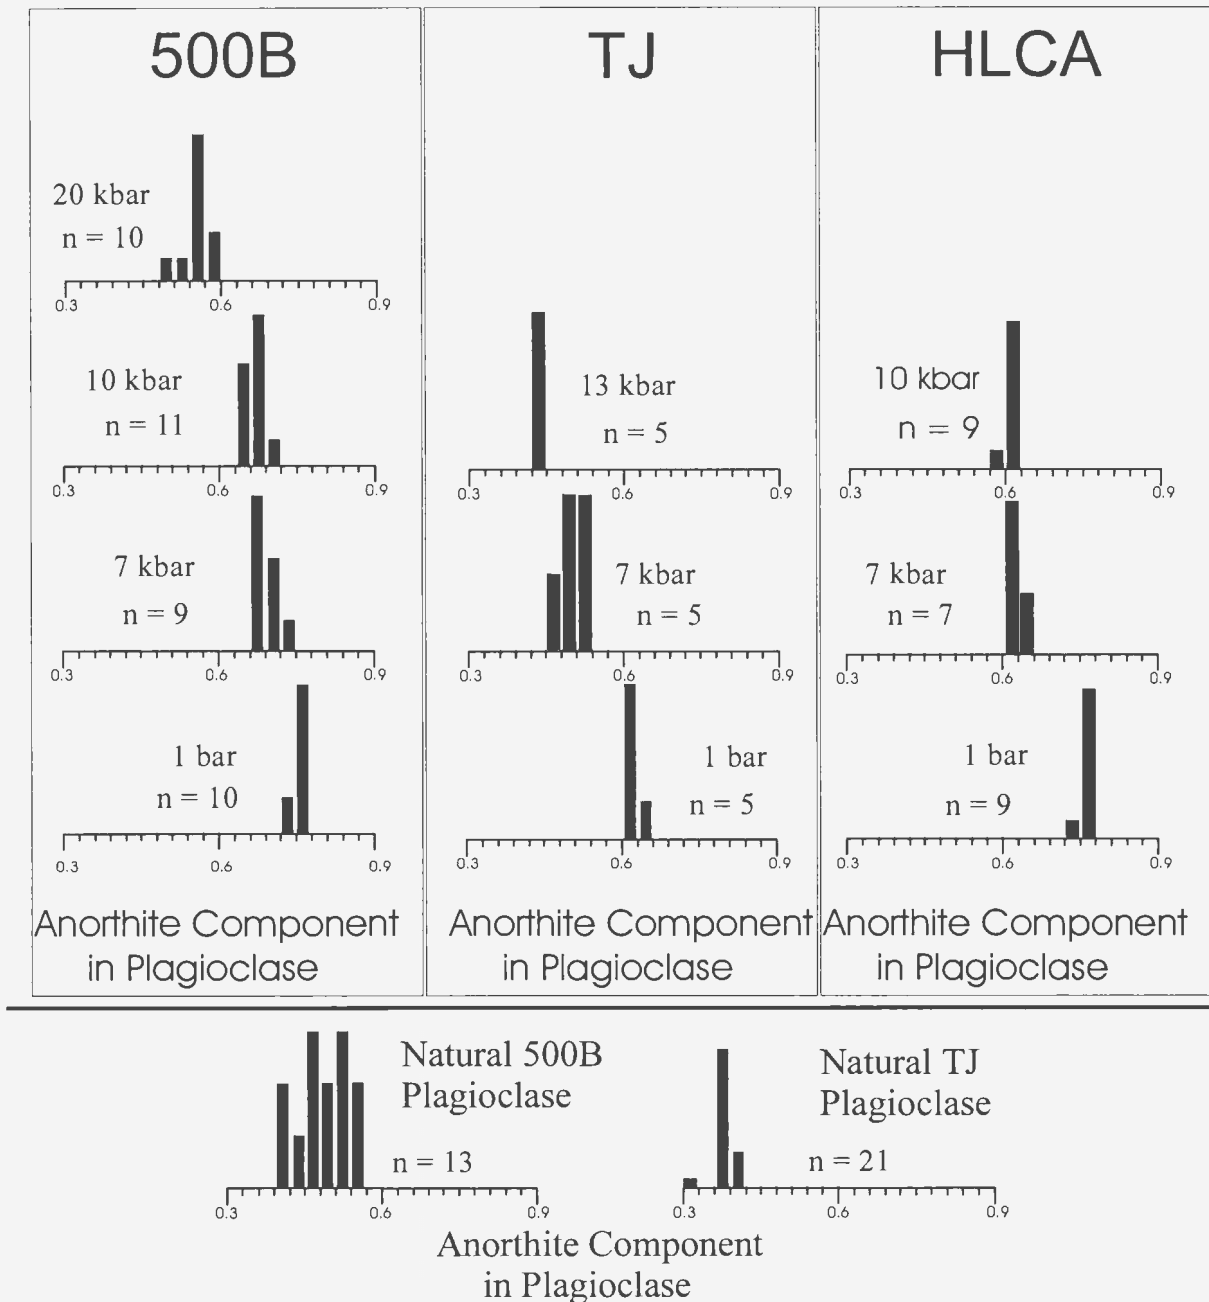 500B
20 kbar
n = 10
0.3 0.6 0.9
10 kbar
n = 11
0.3 0.6 0.9
7 kbar
n = 9
0.3 0.6 0.9
1 bar
n = 10
0.3 0.6 0.9
Anorthite Component
in Plagioclase
TJ
13 kbar
n = 5
0.3 0.6 0.9
7 kbar
n = 5
0.3 0.6 0.9
1 bar
n = 5
0.3 0.6 0.9
Anorthite Component
in Plagioclase
HLCA
10 kbar
n = 9
0.3 0.6 0.9
7 kbar
n = 7
0.3 0.6 0.9
1 bar
n = 9
0.3 0.6 0.9
Anorthite Component
in Plagioclase
Natural 500B
Plagioclase
n = 13
0.3 0.6 0.9
Natural TJ
Plagioclase
n = 21
0.3 0.6 0.9
Anorthite Component
in Plagioclase